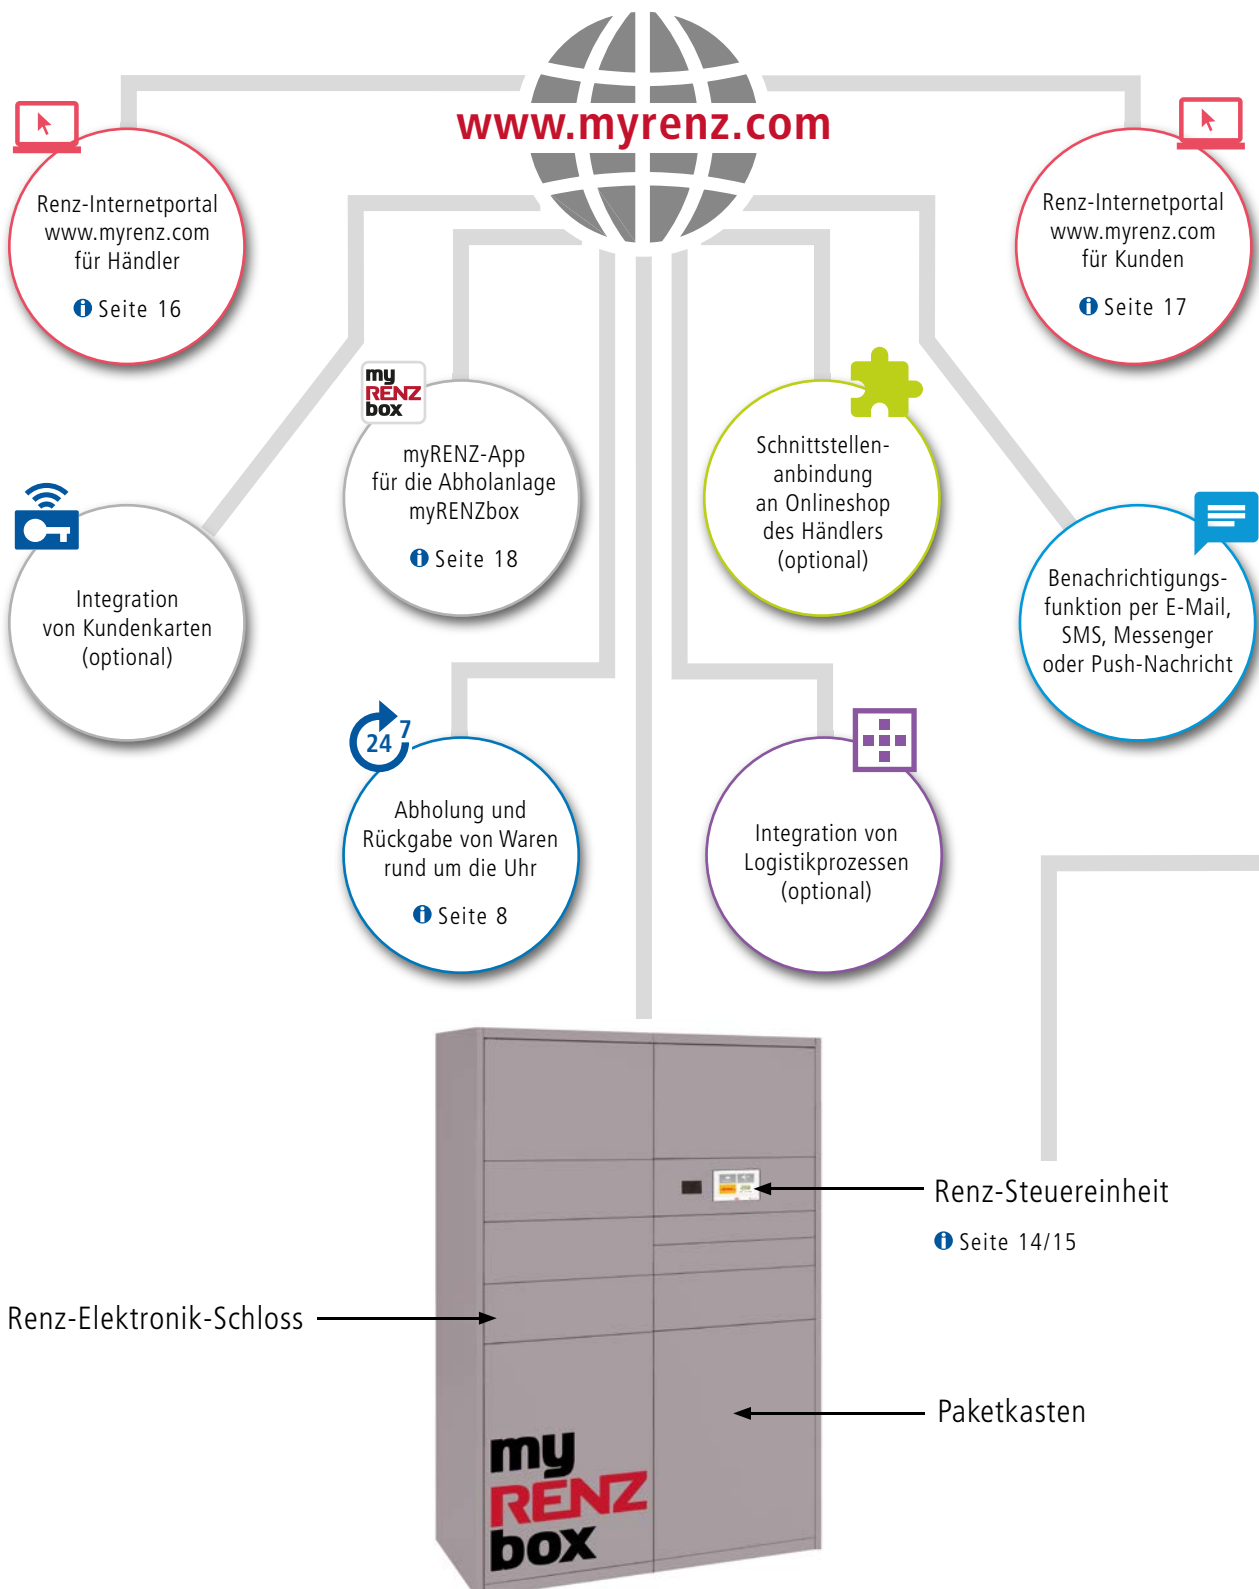 www.myrenz.com
Renz-Internetportal
www.myrenz.com
für Händler
i Seite 16
Renz-Internetportal
www.myrenz.com
für Kunden
i Seite 17
my
RENZ
box
myRENZ-App
für die Abholanlage
myRENZbox
i Seite 18
Schnittstellen-
anbindung
an Onlineshop
des Händlers
(optional)
Integration
von Kundenkarten
(optional)
Benachrichtigungs-
funktion per E-Mail,
SMS, Messenger
oder Push-Nachricht
24 7
Abholung und
Rückgabe von Waren
rund um die Uhr
i Seite 8
Integration von
Logistikprozessen
(optional)
Renz-Steuereinheit
i Seite 14/15
Renz-Elektronik-Schloss
Paketkasten
my
RENZ
box